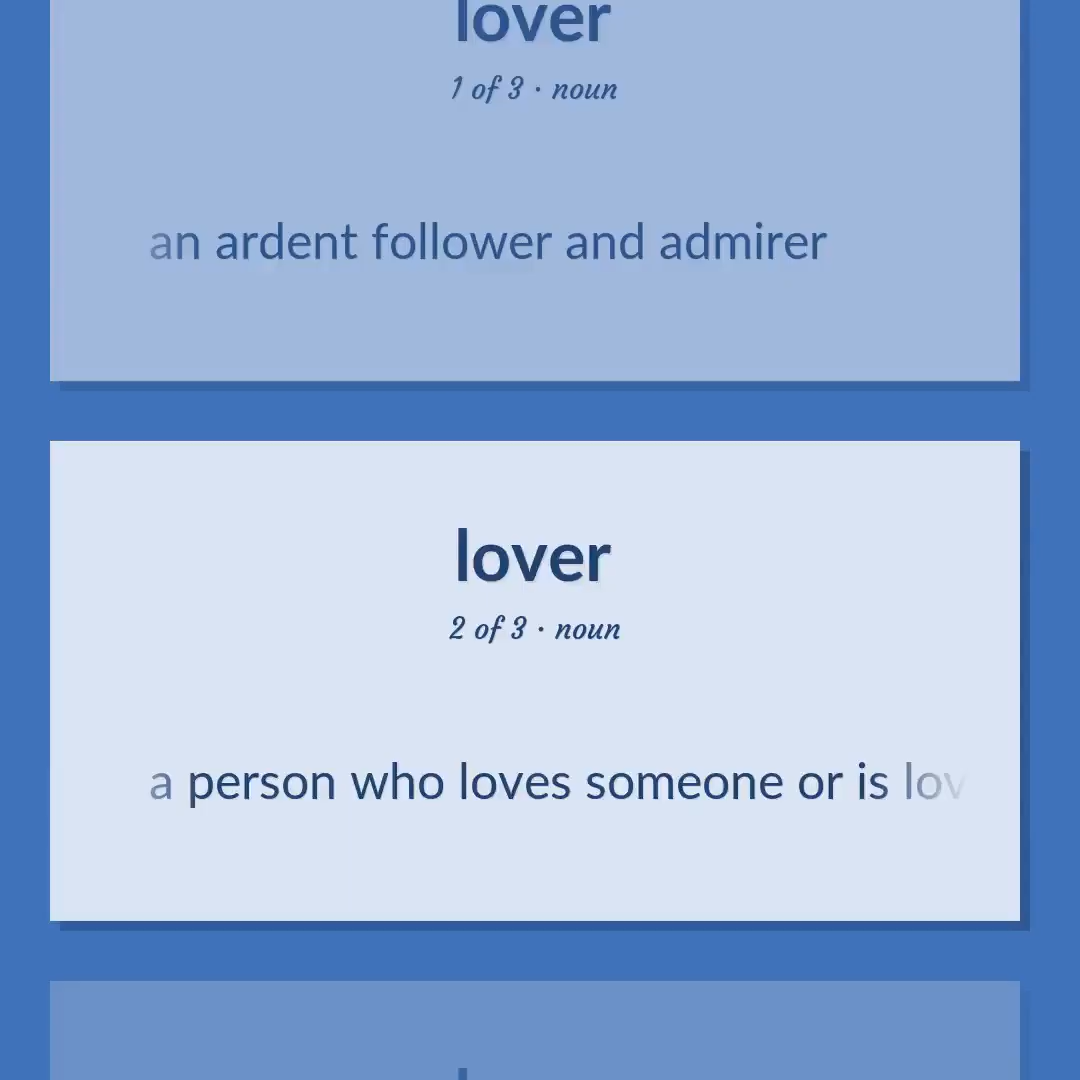 lover
1 of 3 · noun
an ardent follower and admirer
lover
2 of 3 · noun
a person who loves someone or is lov